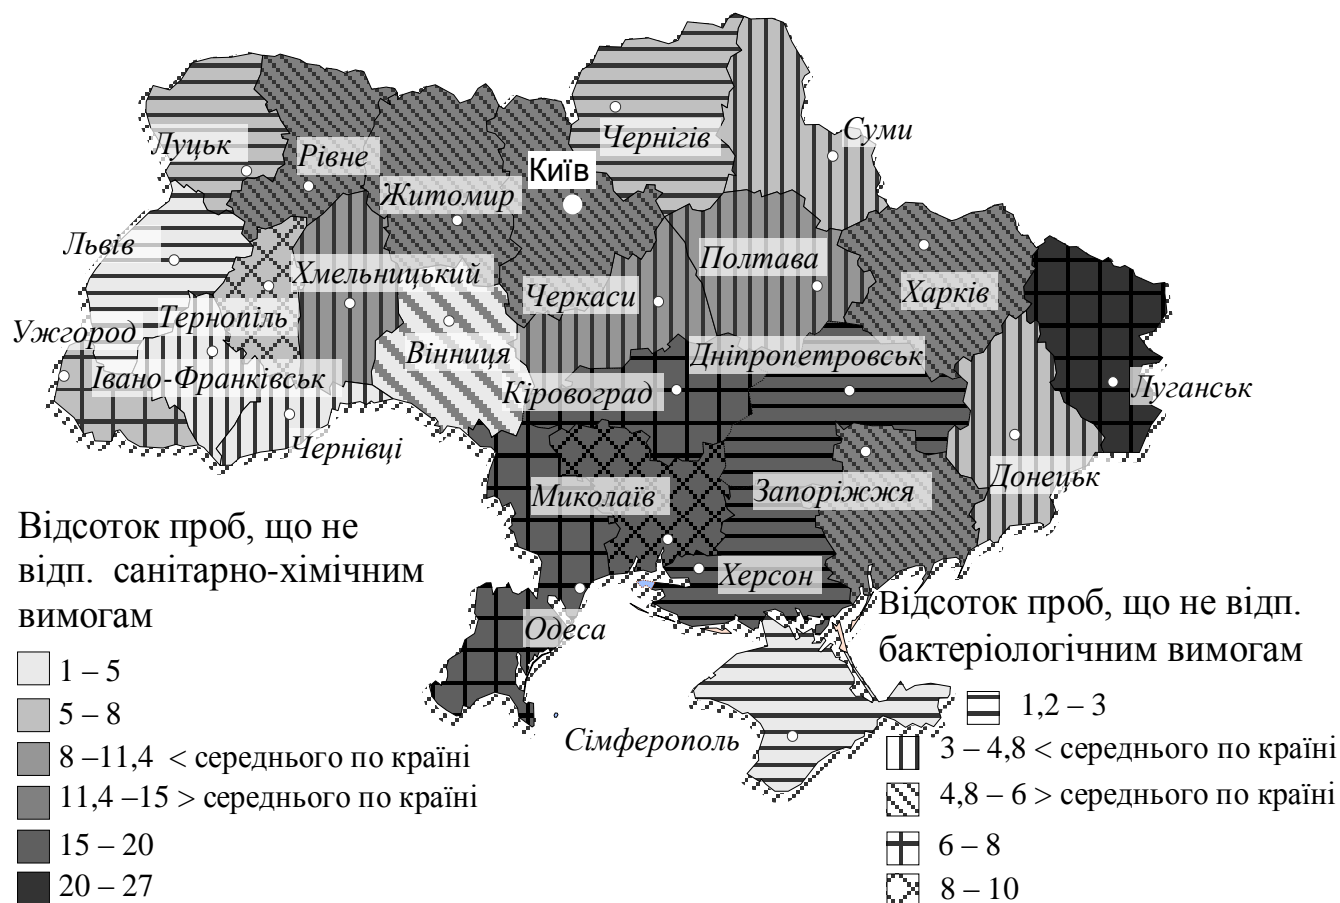 Чернігів
Суми
Луцьк
Рівне
Київ
Житомир
Львів
Хмельницький
Полтава
Черкаси
Харків
Ужгород
Тернопіль
Вінниця
Дніпропетровськ
Івано-Франківськ
Кіровоград
Луганськ
Чернівці
Донецьк
Миколаїв
Запоріжжя
Херсон
Одеса
Сімферополь
Відсоток проб, що не
відп. санітарно-хімічним
вимогам
1 – 5
5 – 8
8 –11,4 < середнього по країні
11,4 –15 > середнього по країні
15 – 20
20 – 27
Відсоток проб, що не відп.
бактеріологічним вимогам
1,2 – 3
3 – 4,8 < середнього по країні
4,8 – 6 > середнього по країні
6 – 8
8 – 10